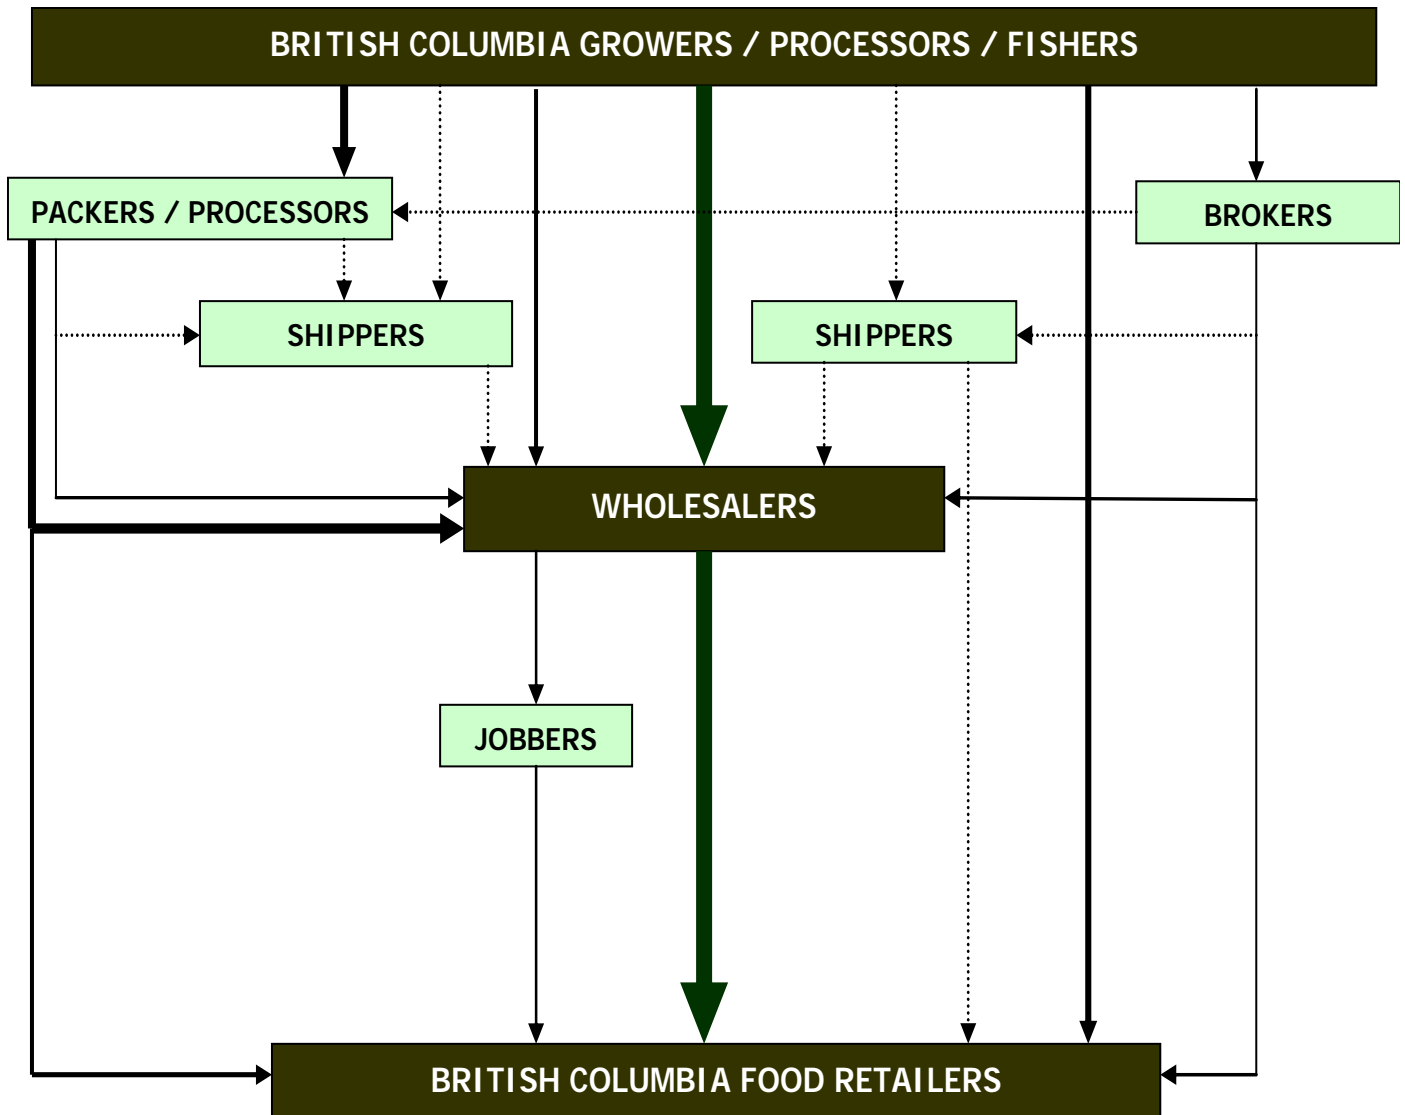 BRITISH COLUMBIA GROWERS / PROCESSORS / FISHERS
PACKERS / PROCESSORS
BROKERS
SHIPPERS
SHIPPERS
WHOLESALERS
JOBBERS
BRITISH COLUMBIA FOOD RETAILERS